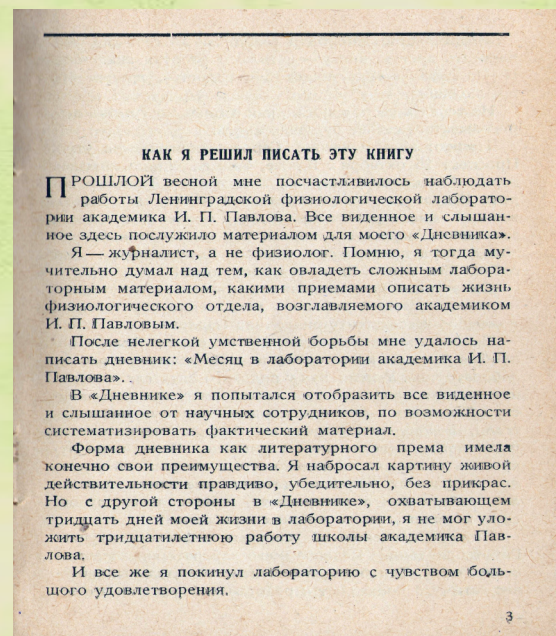 КАК Я РЕШИЛ ПИСАТЬ ЭТУ КНИГУ
ПРОШЛОЙ весной мне посчастливилось наблюдать
работы Ленинградской физиологической лаборато-
рии академика И. П. Павлова. Все виденное и слышан-
ное здесь послужило материалом для моего «Дневника».
Я — журналист, а не физиолог. Помню, я тогда му-
чительно думал над тем, как овладеть сложным лабора-
торным материалом, какими приемами описать жизнь
физиологического отдела, возглавляемого академиком
И. П. Павловым.
После нелегкой умственной борьбы мне удалось на-
писать дневник: «Месяц в лаборатории академика И. П.
Павлова»..
В «Дневнике» я попытался отобразить все виденное
и слышанное от научных сотрудников, по возможности
систематизировать фактический материал.
Форма дневника как литературного према имела
конечно свои преимущества. Я набросал картину живой
действительности правдиво, убедительно, без прикрас.
Но с другой стороны в «Дневнике», охватывающем
тридцать дней моей жизни в лаборатории, я не мог уло-
жить тридцатилетнюю работу школы академика Пав-
лова.
И все же я покинул лабораторию с чувством боль-
шого удовлетворения.
3